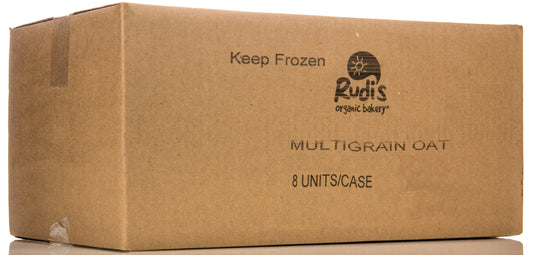 Keep Frozen
Rudi's
organic bakery
MULTIGRAIN OAT
8 UNITS/CASE